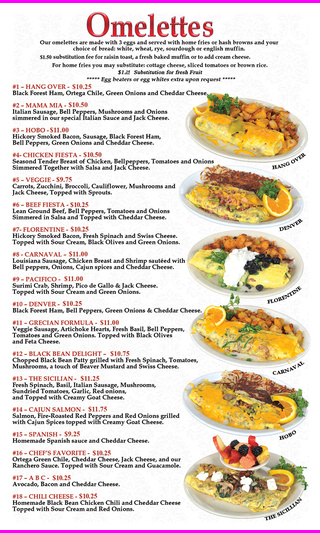 Omelettes
Our omelettes are made with 3 eggs and served with home fries or hash browns and your
choice of bread: white, wheat, rye, sourdough or english muffin.
$1.50 substitution fee for raisin toast, a fresh baked muffin or to add cream cheese.
For home fries you may substitute: cottage cheese, sliced tomatoes or brown rice.
Substitution for fresh Fruit
***** Egg beaters or egg whites extra upon request *****
#1 – HANG OVER - $10.25
Black Forest Ham, Ortega Chile, Green Onions and Cheddar Cheese.
#2 – MAMA MIA - $10.50
Italian Sausage, Bell Peppers, Mushrooms and Onions
simmered in our special Italian Sauce and Jack Cheese.
#3 – HOBO -$11.00
Hickory Smoked Bacon, Sausage, Black Forest Ham,
Bell Peppers, Green Onions and Cheddar Cheese.
#4- CHICKEN FIESTA - $10.50
Seasond Tender Breast of Chicken, Bellpeppers, Tomatoes and Onions
Simmered Together with Salsa and Jack Cheese.
#5 – VEGGIE - $9.75
Carrots, Zucchini, Broccoli, Cauliflower, Mushrooms and
Jack Cheese, Topped with Sprouts.
#6 – BEEF FIESTA - $10.25
Lean Ground Beef, Bell Peppers, Tomatoes and Onions
Simmered in Salsa and Topped with Cheddar Cheese.
#7- FLORENTINE - $10.25
Hickory Smoked Bacon, Fresh Spinach and Swiss Cheese.
Topped with Sour Cream, Black Olives and Green Onions.
#8 - CARNAVAL – $11.00
Louisiana Sausage, Chicken Breast and Shrimp sautéed with
Bell peppers, Onions, Cajun spices and Cheddar Cheese.
#9 – PACIFICO – $11.00
Surimi Crab, Shrimp, Pico de Gallo & Jack Cheese.
Topped with Sour Cream and Green Onions.
#10 – DENVER - $10.25
Black Forest Ham, Bell Peppers, Green Onions & Cheddar Cheese.
#11 – GRECIAN FORMULA - $11.00
Veggie Sausage, Artichoke Hearts, Fresh Basil, Bell Peppers,
Tomatoes and Green Onions. Topped with Black Olives
and Feta Cheese.
#12 – BLACK BEAN DELIGHT – $10.75
Chopped Black Bean Patty grilled with Fresh Spinach, Tomatoes,
Mushrooms, a touch of Beaver Mustard and Swiss Cheese.
#13 – THE SICILIAN - $11.25
Fresh Spinach, Basil, Italian Sausage, Mushrooms,
Sundried Tomatoes, Garlic, Red onions,
and Topped with Creamy Goat Cheese.
#14 – CAJUN SALMON - $11.75
Salmon, Fire-Roasted Red Peppers and Red Onions grilled
with Cajun Spices topped with Creamy Goat Cheese.
#15 – SPANISH - $9.25
Homemade Spanish sauce and Cheddar Cheese.
#16 – CHEF'S FAVORITE - $10.25
Ortega Green Chile, Cheddar Cheese, Jack Cheese, and our
Ranchero Sauce. Topped with Sour Cream and Guacamole.
#17 – A B C - $10.25
Avocado, Bacon and Cheddar Cheese.
#18 – CHILI CHEESE - $10.25
Homemade Black Bean Chicken Chili and Cheddar Cheese
Topped with Sour Cream and Red Onions.
HANG OVER
DENVER
FLORENTINE
CARNAVAL
HOBO
THE SICILIAN